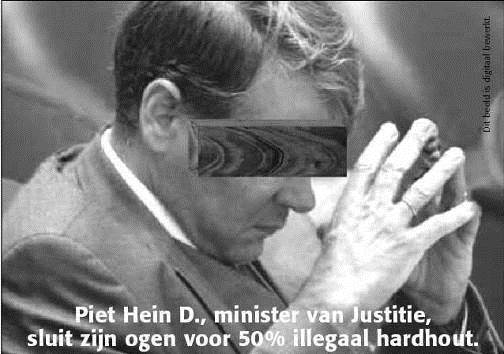 Dit beeld is digitaal bewerkt.
Piet Hein D., minister van Justitie,
sluit zijn ogen voor 50% illegaal hardhout.